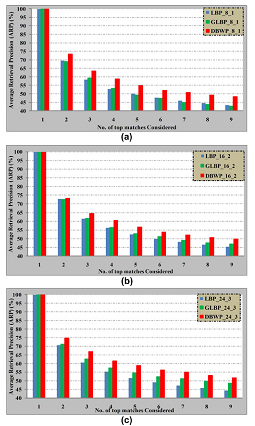 Average Retrieval Precision (ARP) (%)
100
95
90
85
80
75
70
65
60
55
50
45
40
LBP_8_1
GLBP_8_1
DBWP_8_1
1 2 3 4 5 6 7 8 9
No. of top matches Considered
(a)
Average Retrieval Precision (ARP) (%)
100
95
90
85
80
75
70
65
60
55
50
45
40
LBP_16_2
GLBP_16_2
DBWP_16_2
1 2 3 4 5 6 7 8 9
No. of top matches Considered
(b)
Average Retrieval Precision (ARP) (%)
100
95
90
85
80
75
70
65
60
55
50
45
40
LBP_24_3
GLBP_24_3
DBWP_24_3
1 2 3 4 5 6 7 8 9
No. of top matches Considered
(c)